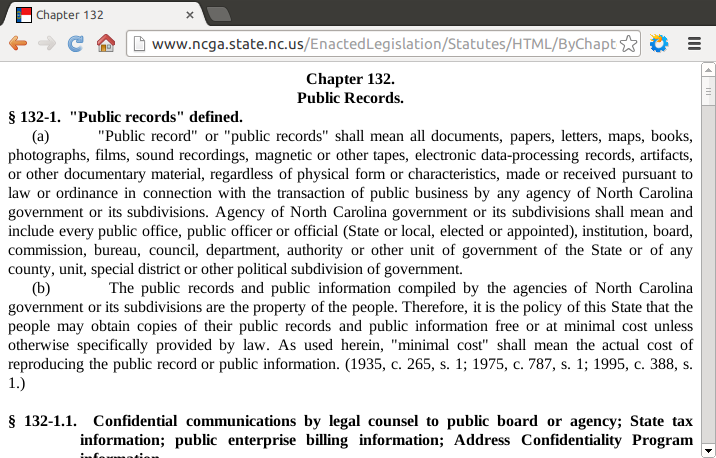 Chapter 132
www.ncga.state.nc.us/EnactedLegislation/Statutes/HTML/ByChapt
Chapter 132.
Public Records.
§ 132-1. "Public records" defined.
(a) "Public record" or "public records" shall mean all documents, papers, letters, maps, books,
photographs, films, sound recordings, magnetic or other tapes, electronic data-processing records, artifacts,
or other documentary material, regardless of physical form or characteristics, made or received pursuant to
law or ordinance in connection with the transaction of public business by any agency of North Carolina
government or its subdivisions. Agency of North Carolina government or its subdivisions shall mean and
include every public office, public officer or official (State or local, elected or appointed), institution, board,
commission, bureau, council, department, authority or other unit of government of the State or of any
county, unit, special district or other political subdivision of government.
(b) The public records and public information compiled by the agencies of North Carolina
government or its subdivisions are the property of the people. Therefore, it is the policy of this State that the
people may obtain copies of their public records and public information free or at minimal cost unless
otherwise specifically provided by law. As used herein, "minimal cost" shall mean the actual cost of
reproducing the public record or public information. (1935, c. 265, s. 1; 1975, c. 787, s. 1; 1995, c. 388, s.
1.)
§ 132-1.1. Confidential communications by legal counsel to public board or agency; State tax
information; public enterprise billing information; Address Confidentiality Program
information